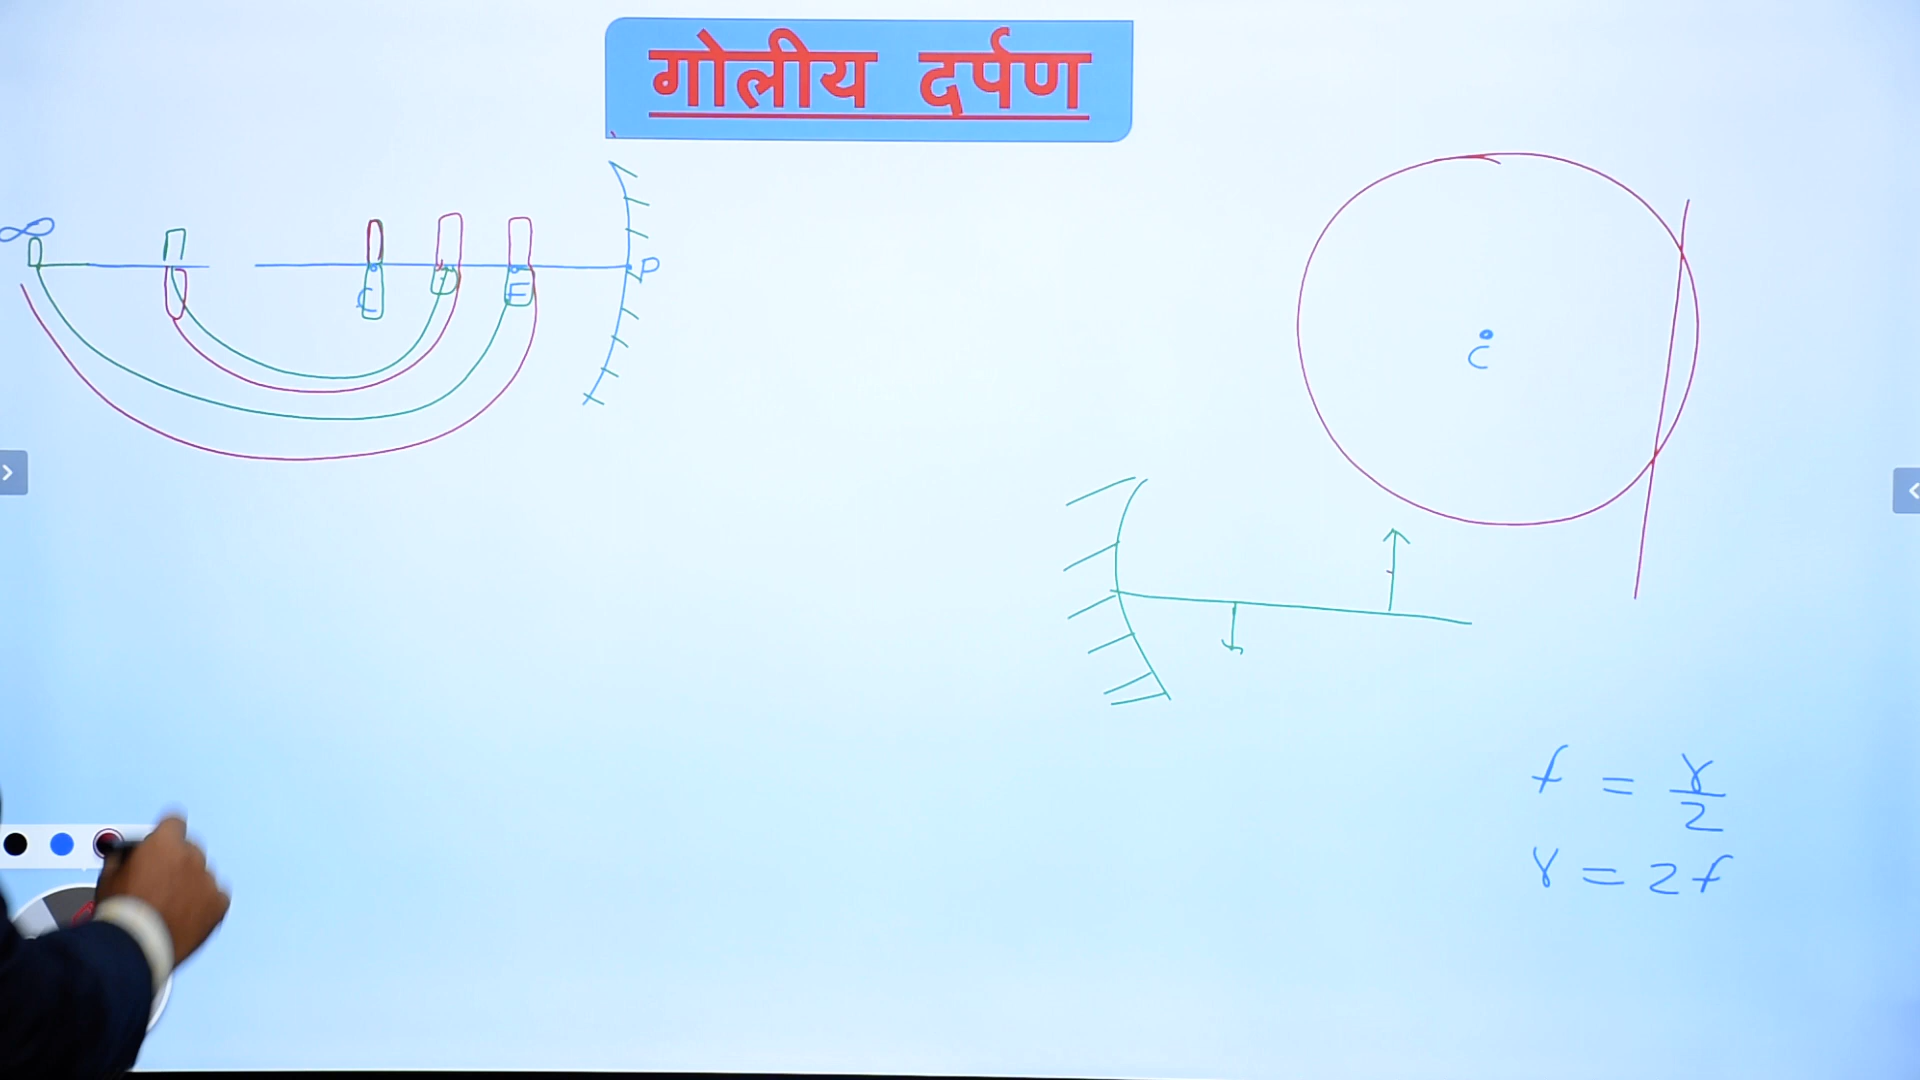 गोलीय दर्पण
∞
P
C
F
C
f = r/2
r = 2f